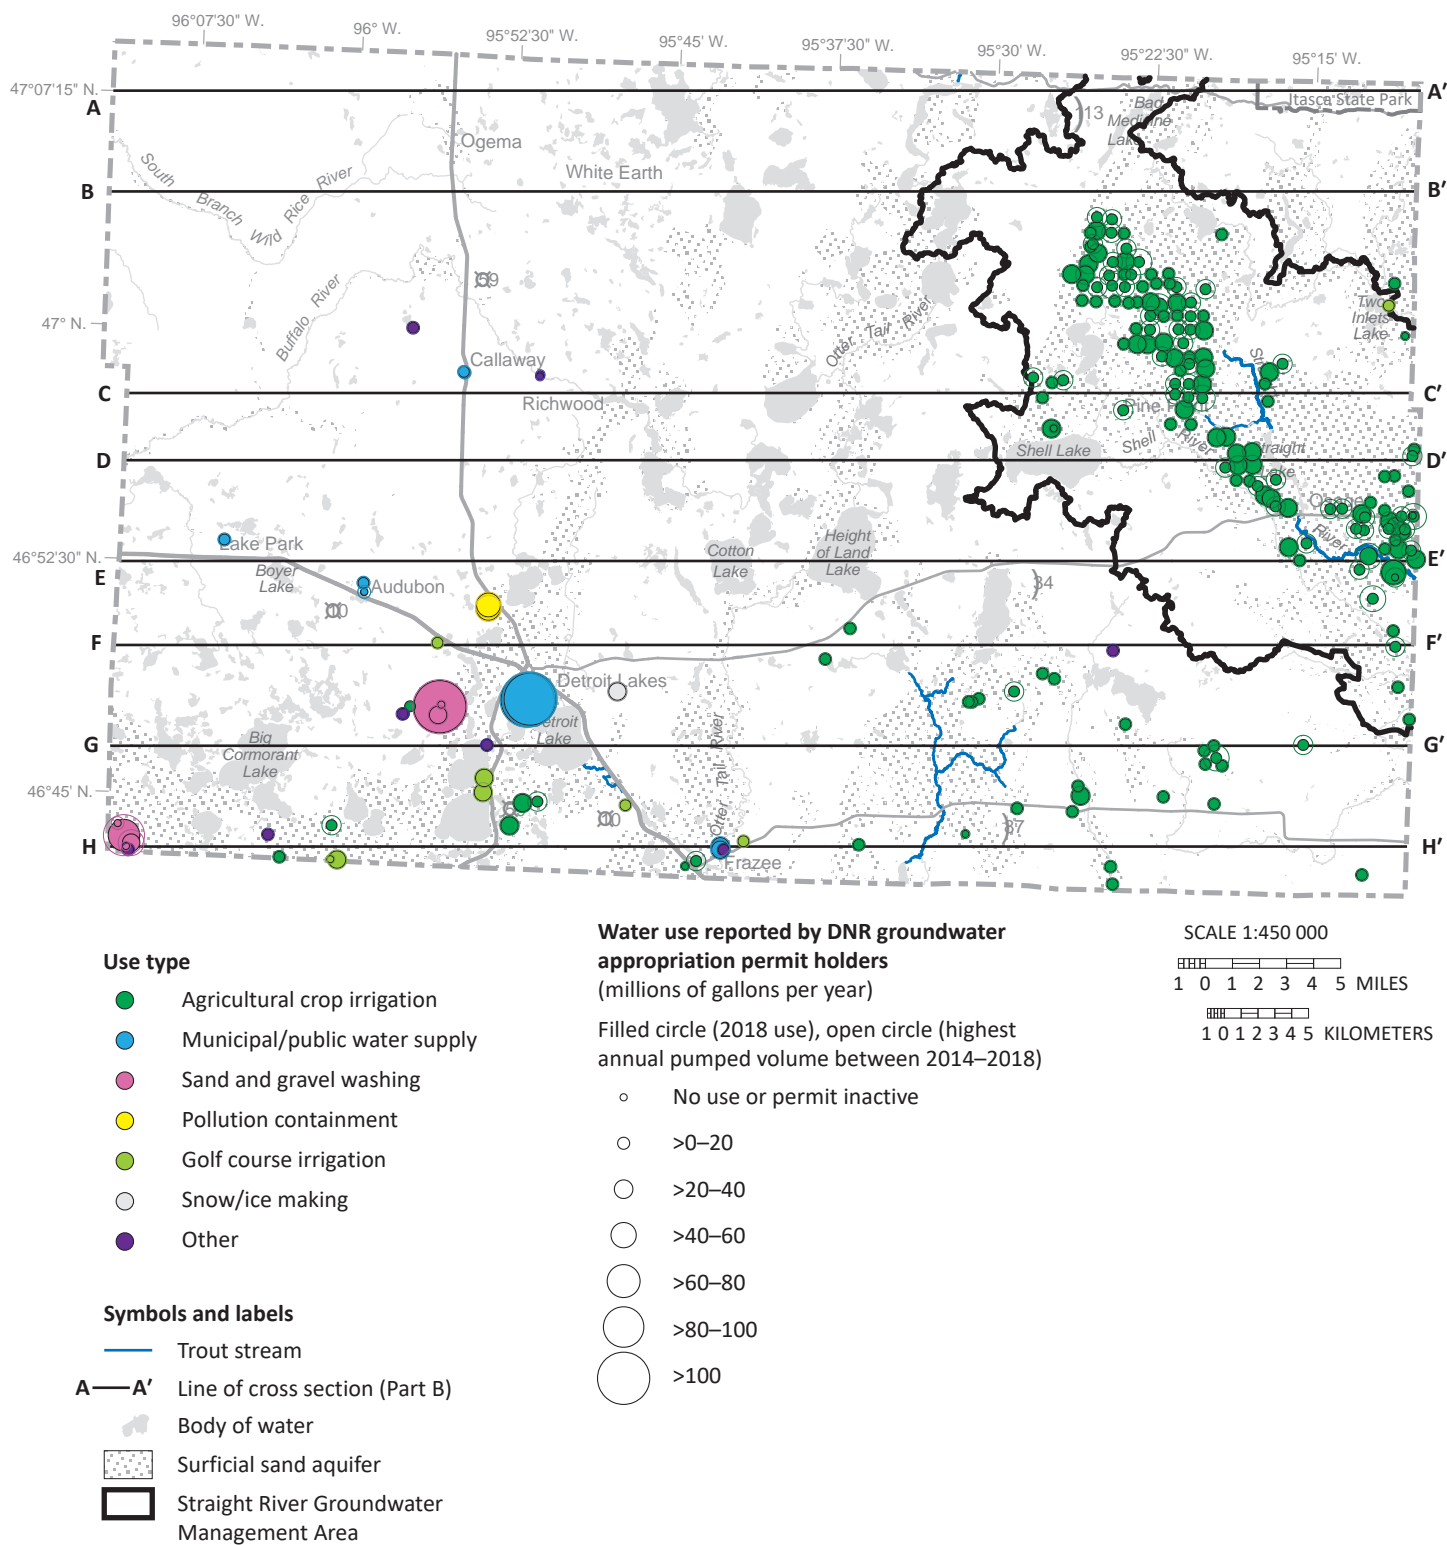 96°07'30" W.
96° W.
95°52'30" W.
95°45' W.
95°37'30" W.
95°30' W.
95°22'30" W.
95°15' W.
47°07'15" N.
A
A'
Itasca State Park
113
Bad
Medicine
Lake
Ogema
White Earth
B
B'
South
Branch
Wild
Rice
River
Buffalo
River
59
Otter
Tail
River
Two
Inlets
Lake
47° N.
Callaway
C
C'
Richwood
Shell Lake
Shell
River
D
D'
Lake
46°52'30" N.
Lake Park
Boyer
Lake
Audubon
Cotton
Lake
Height
of Land
Lake
River
E
E'
34
F
F'
Detroit Lakes
Lake
Big
Cormorant
Lake
Otter
Tail
River
G
G'
46°45' N.
H
H'
Frazee
Use type
Agricultural crop irrigation
Municipal/public water supply
Sand and gravel washing
Pollution containment
Golf course irrigation
Snow/ice making
Other
Symbols and labels
Trout stream
A A' Line of cross section (Part B)
Body of water
Surficial sand aquifer
Straight River Groundwater
Management Area
Water use reported by DNR groundwater
appropriation permit holders
(millions of gallons per year)
Filled circle (2018 use), open circle (highest
annual pumped volume between 2014–2018)
No use or permit inactive
>0–20
>20–40
>40–60
>60–80
>80–100
>100
SCALE 1:450 000
1 0 1 2 3 4 5 MILES
1 0 1 2 3 4 5 KILOMETERS